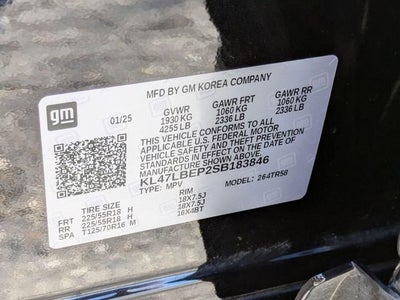 gm
MFD BY GM KOREA COMPANY
01/25 GVWR GAWR FRT GAWR RR
1930 KG 1060 KG 1060 KG
4255 LB 2336 LB 2336 LB
THIS VEHICLE CONFORMS TO ALL APPLICABLE
U.S. FEDERAL MOTOR VEHICLE SAFETY,
BUMPER, AND THEFT PREVENTION
STANDARDS IN EFFECT ON THE DATE OF
MANUFACTURE SHOWN ABOVE.
KL47LBEP2SB183846
TYPE: MPV MODEL: 264TR58
TIRE SIZE RIM
FRT 225/55R18 H 18X7.5J
RR 225/55R18 H 18X7.5J
SPA T125/70R16 M 16X4BT